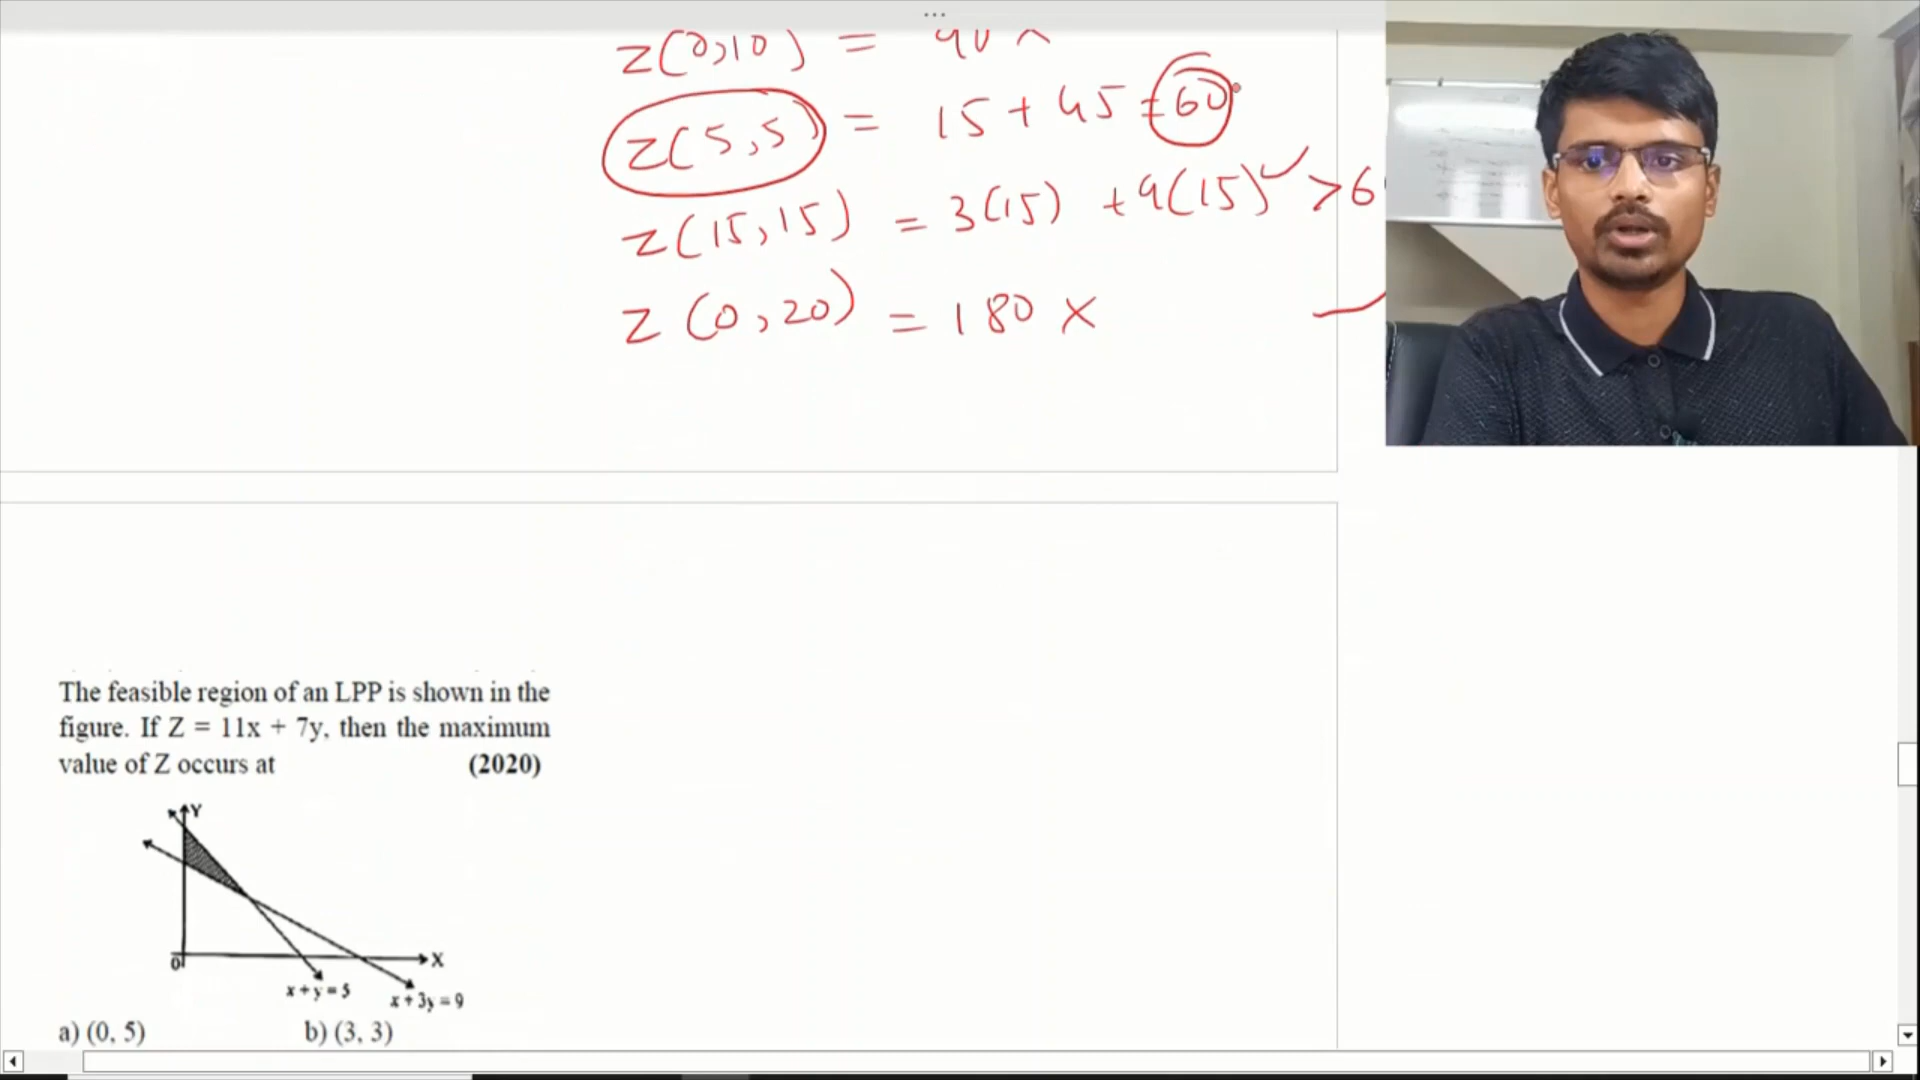 ...
z(0,10) = 90 x
z(5,5) = 15 + 45 = 60
z(15,15) = 3(15) + 9(15) > 6
z(0,20) = 180 x
The feasible region of an LPP is shown in the
figure. If Z = 11x + 7y, then the maximum
value of Z occurs at (2020)
Y
0
X
x + y = 5
x + 3y = 9
a) (0, 5) b) (3, 3)